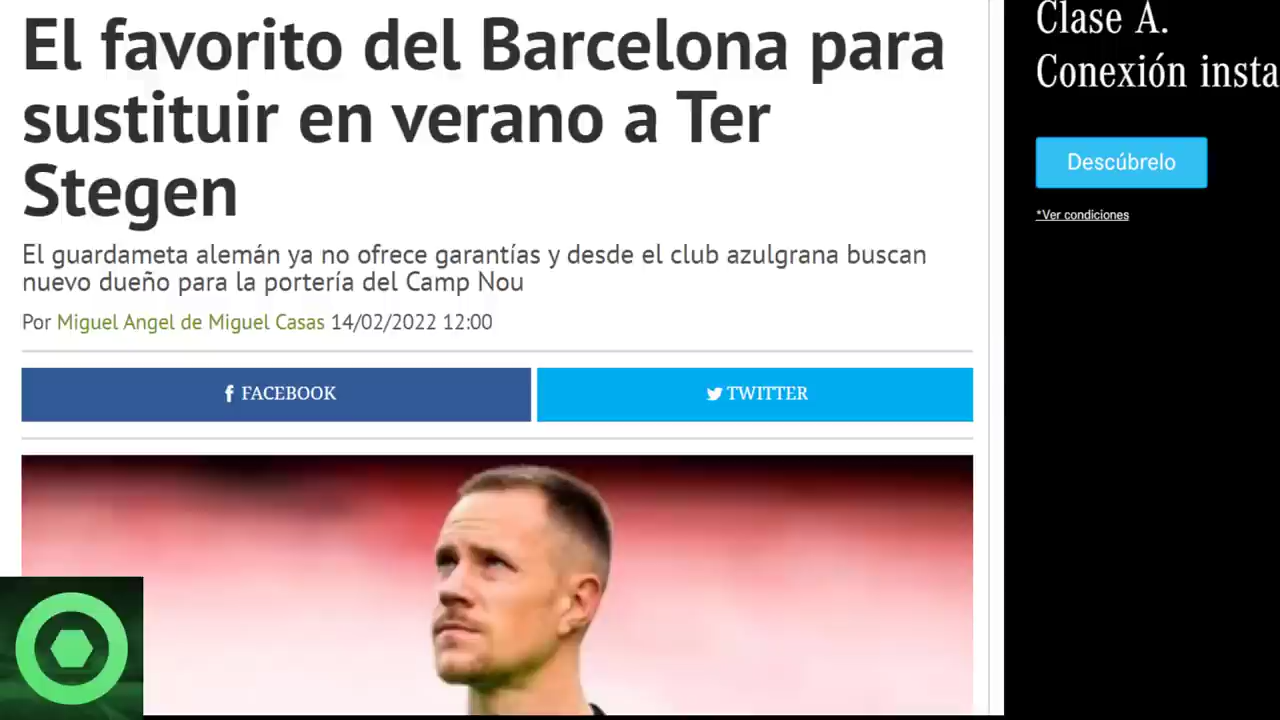 El favorito del Barcelona para
sustituir en verano a Ter
Stegen
El guardameta alemán ya no ofrece garantías y desde el club azulgrana buscan
nuevo dueño para la portería del Camp Nou
Por Miguel Angel de Miguel Casas 14/02/2022 12:00
FACEBOOK
TWITTER
Clase A.
Conexión insta
Descúbrelo
*Ver condiciones